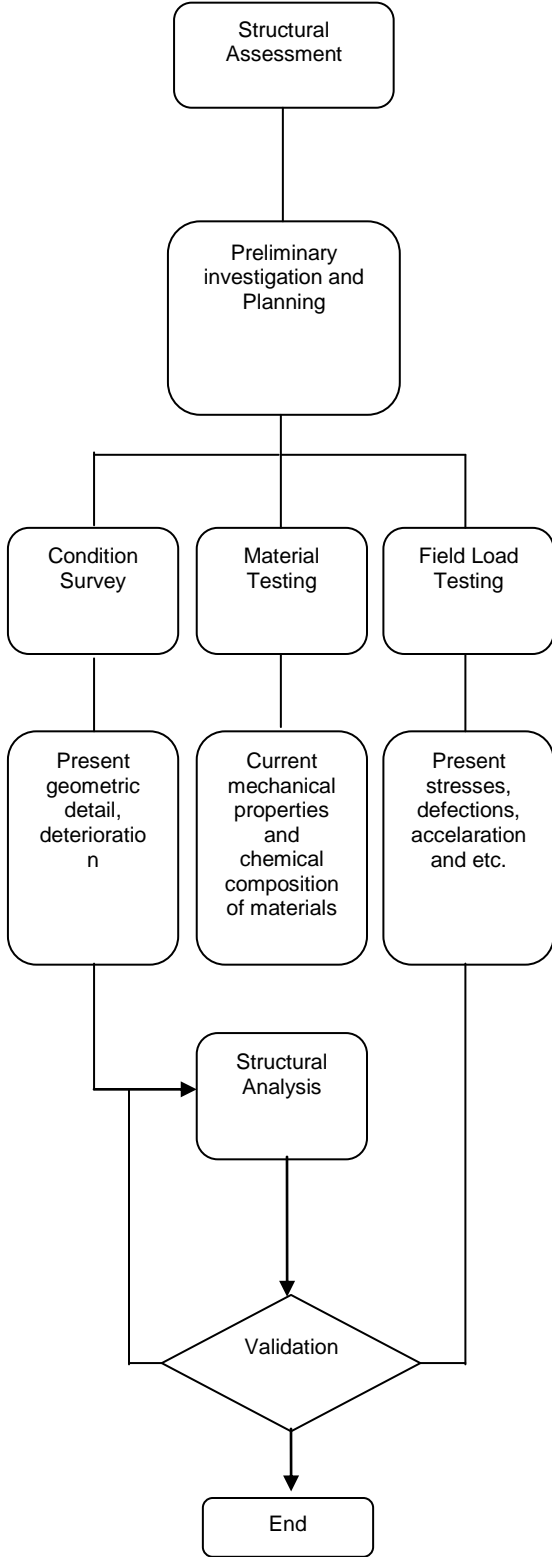 Structural
Assessment
Preliminary
investigation and
Planning
Condition
Survey
Material
Testing
Field Load
Testing
Present
geometric
detail,
deterioratio
n
Current
mechanical
properties
and
chemical
composition
of materials
Present
stresses,
defections,
accelaration
and etc.
Structural
Analysis
Validation
End